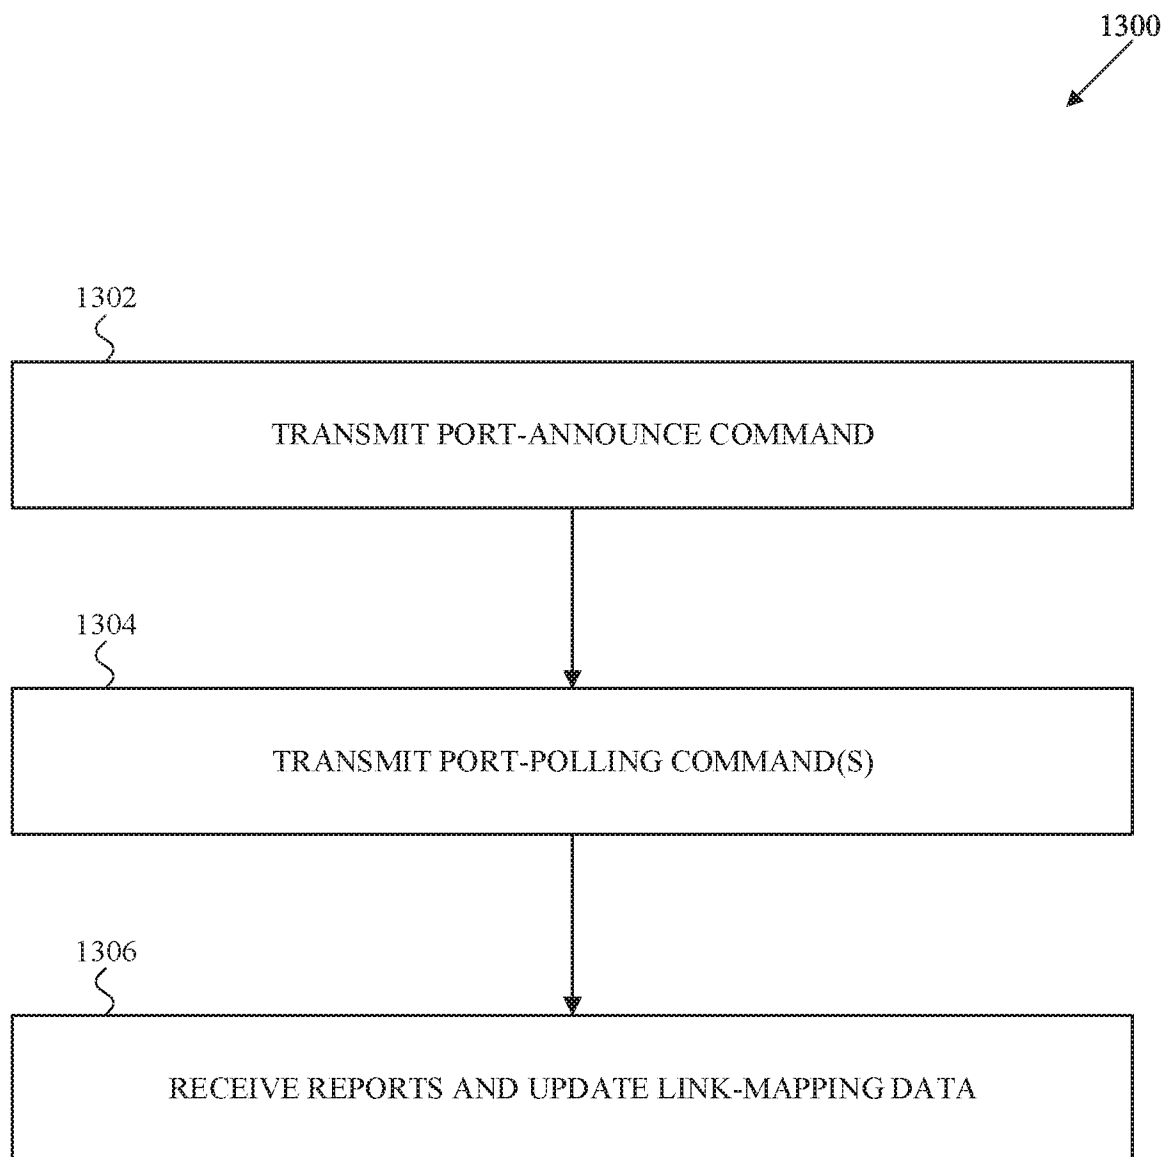 1300
1302
TRANSMIT PORT-ANNOUNCE COMMAND
1304
TRANSMIT PORT-POLLING COMMAND(S)
1306
RECEIVE REPORTS AND UPDATE LINK-MAPPING DATA